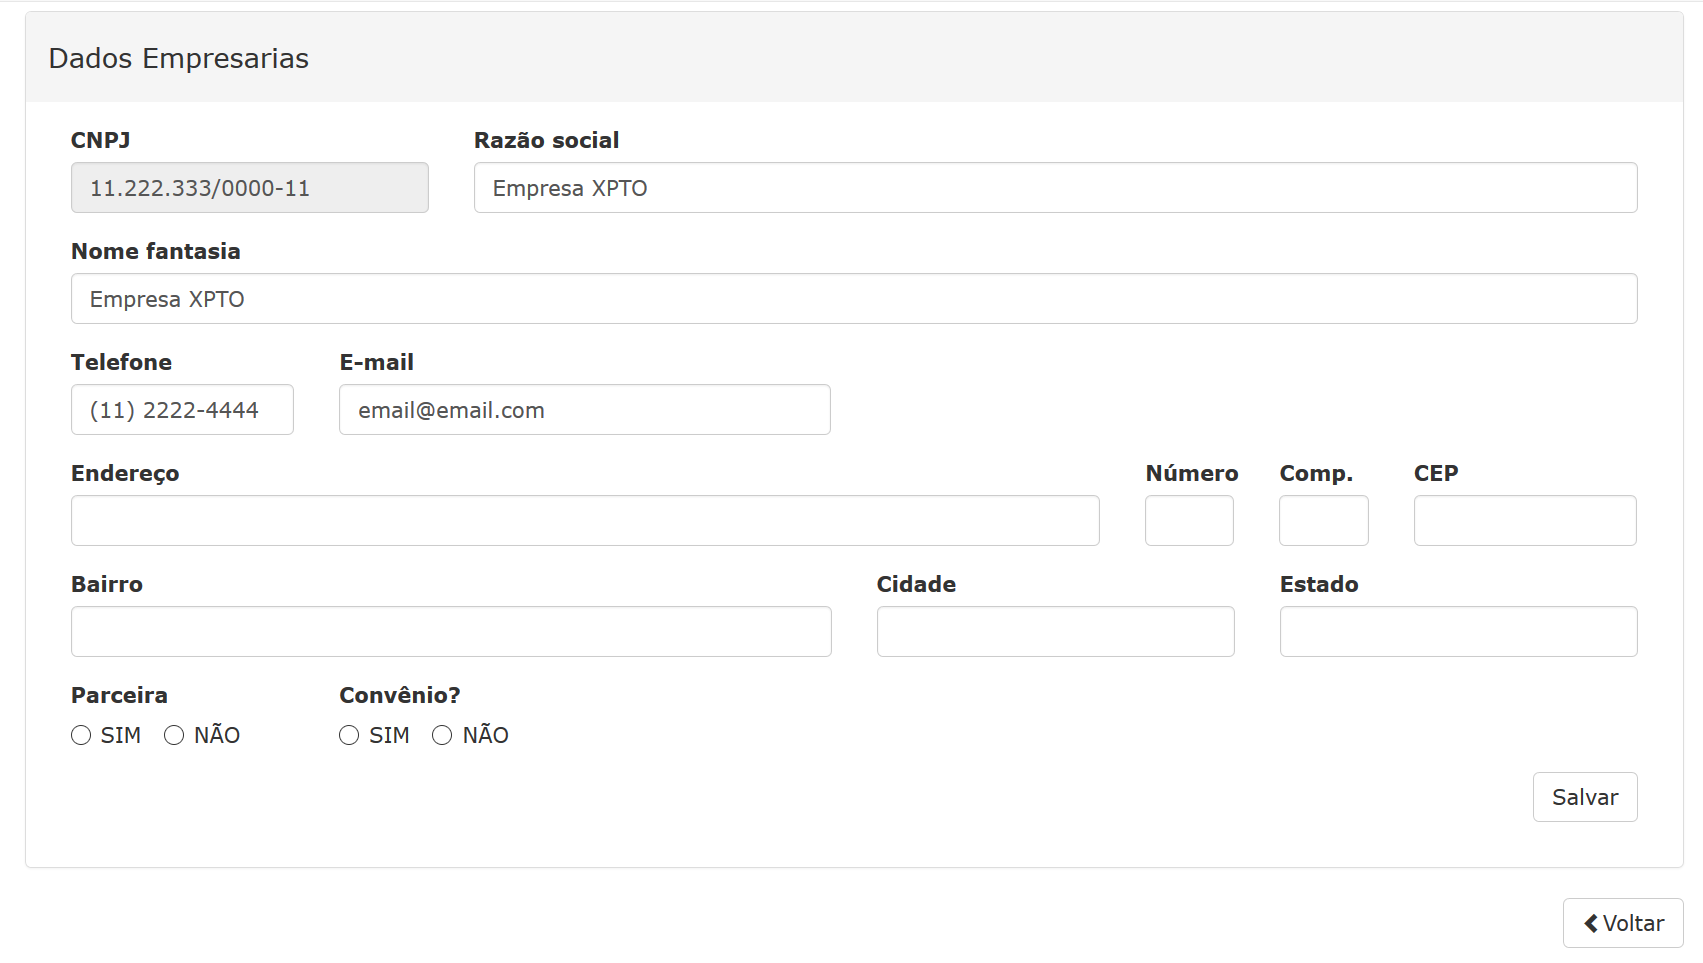 Dados Empresarias
CNPJ Razão social
11.222.333/0000-11 Empresa XPTO
Nome fantasia
Empresa XPTO
Telefone E-mail
(11) 2222-4444 email@email.com
Endereço Número Comp. CEP
Bairro Cidade Estado
Parceira Convênio?
SIM NÃO SIM NÃO
Salvar
Voltar